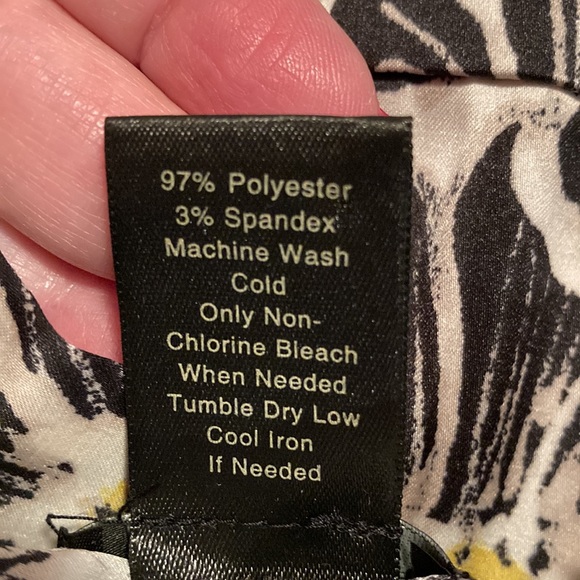 97% Polyester
3% Spandex
Machine Wash
Cold
Only Non-
Chlorine Bleach
When Needed
Tumble Dry Low
Cool Iron
If Needed